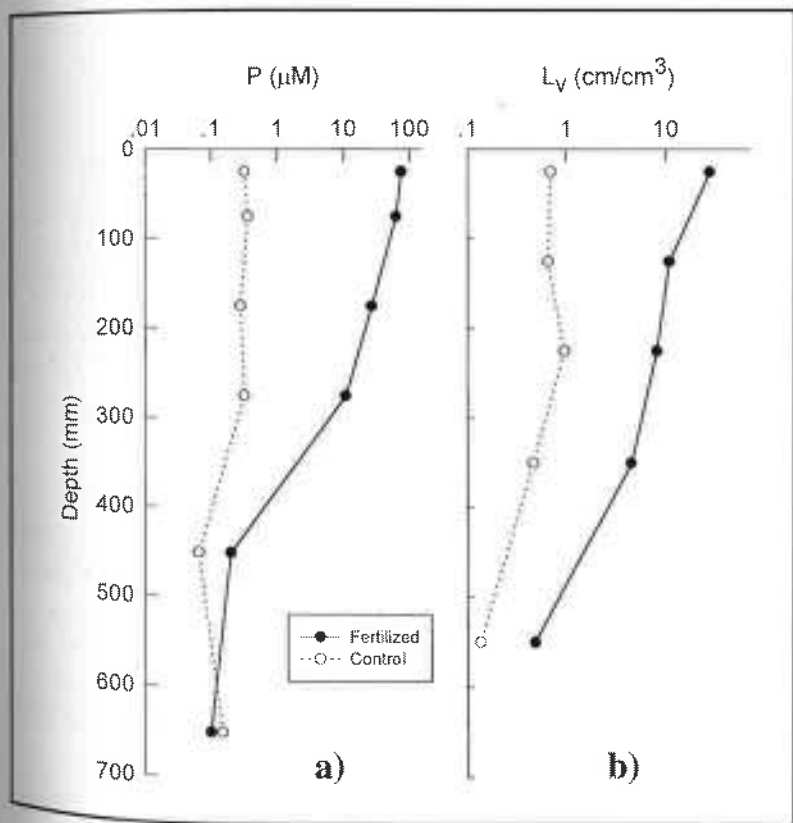 P (μM)
.01 .1 1 10 100
L_V (cm/cm³)
.1 1 10
Depth (mm)
0
100
200
300
400
500
600
700
Fertilized
Control
a)
b)